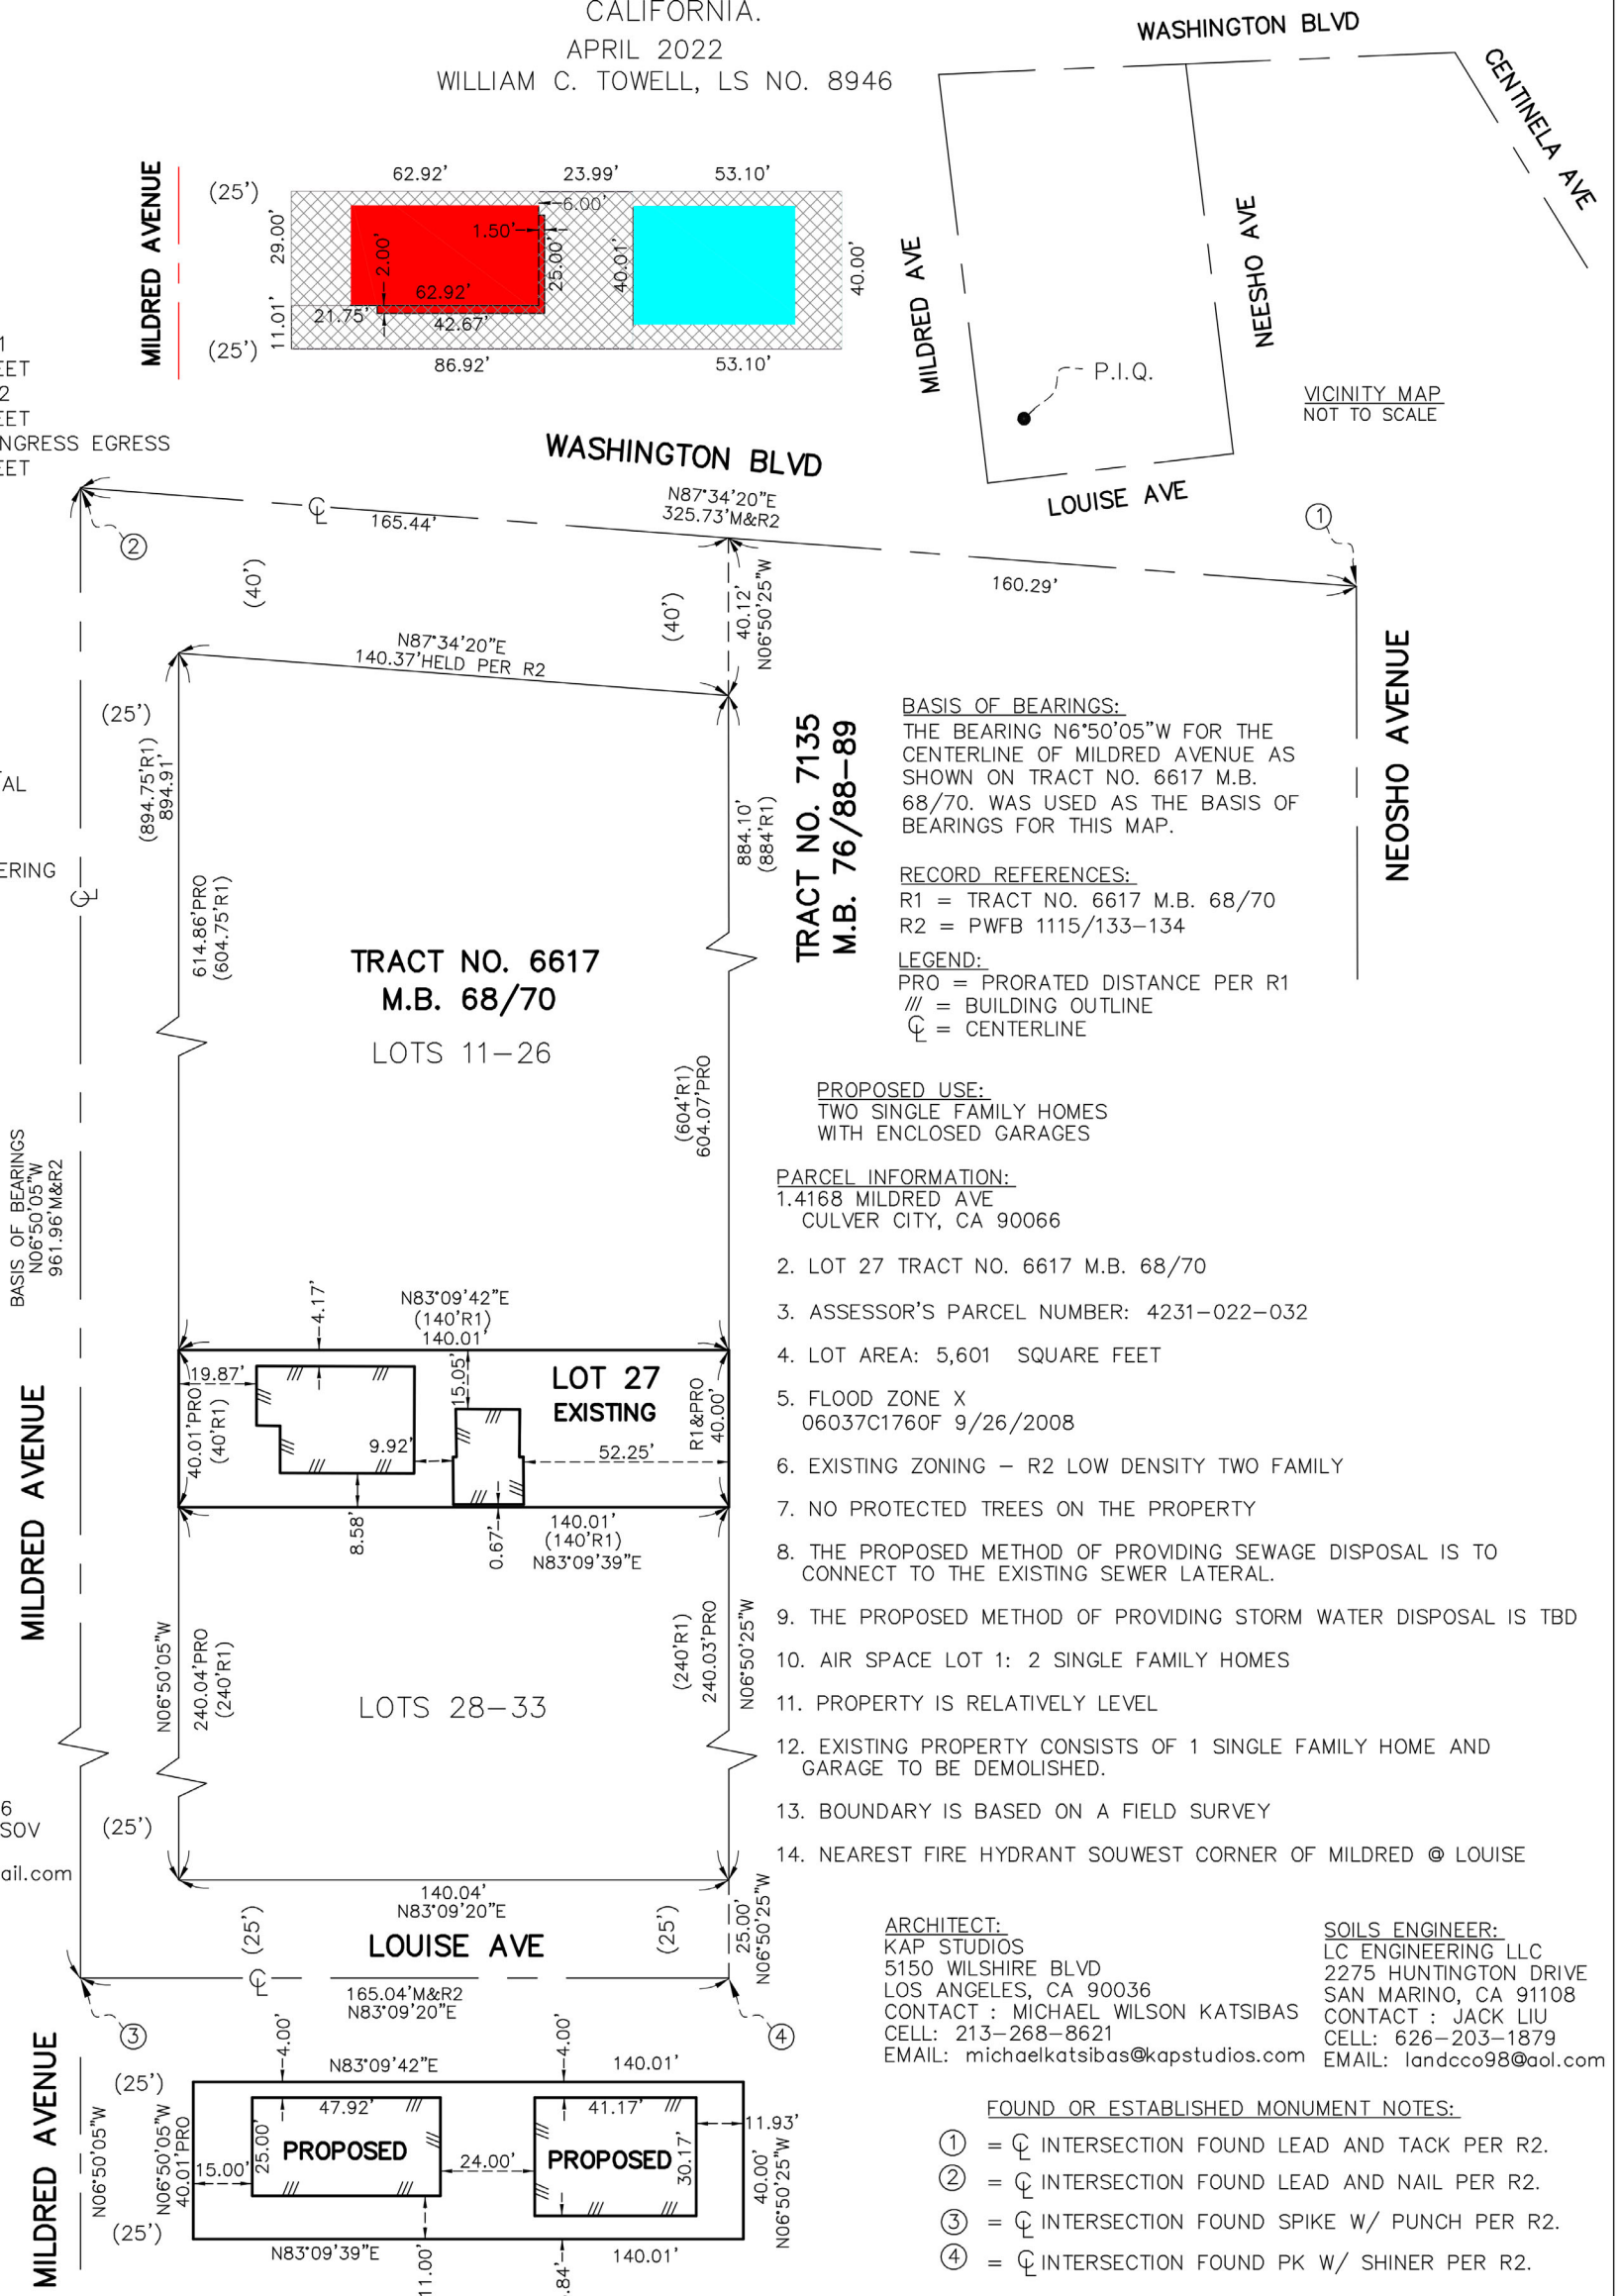 CALIFORNIA.
APRIL 2022
WILLIAM C. TOWELL, LS NO. 8946
WASHINGTON BLVD
CENTINELA AVE
MILDRED AVE
NEESHO AVE
P.I.Q.
LOUISE AVE
VICINITY MAP
NOT TO SCALE
MILDRED AVENUE
(25')
(25')
62.92'
23.99'
53.10'
29.00'
6.00'
1.50'
2.00'
25.00'
40.01'
40.00'
62.92'
21.75'
42.67'
11.01'
86.92'
53.10'
1
EET
2
EET
NGRESS EGRESS
EET
WASHINGTON BLVD
N87°34'20"E
325.73'M&R2
165.44'
160.29'
2
1
(40')
(40')
40.12'
N06°50'25"W
N87°34'20"E
140.37'HELD PER R2
(25')
(894.75'R1)
894.91'
AL
ERING
614.86'PRO
(604.75'R1)
884.10'
(884'R1)
TRACT NO. 7135
M.B. 76/88-89
NEOSHO AVENUE
TRACT NO. 6617
M.B. 68/70
LOTS 11-26
(604'R1)
604.07'PRO
BASIS OF BEARINGS
N06°50'05"W
961.96'M&R2
BASIS OF BEARINGS:
THE BEARING N6°50'05"W FOR THE
CENTERLINE OF MILDRED AVENUE AS
SHOWN ON TRACT NO. 6617 M.B.
68/70. WAS USED AS THE BASIS OF
BEARINGS FOR THIS MAP.
RECORD REFERENCES:
R1 = TRACT NO. 6617 M.B. 68/70
R2 = PWFB 1115/133-134
LEGEND:
PRO = PRORATED DISTANCE PER R1
/// = BUILDING OUTLINE
℄ = CENTERLINE
PROPOSED USE:
TWO SINGLE FAMILY HOMES
WITH ENCLOSED GARAGES
PARCEL INFORMATION:
1.4168 MILDRED AVE
CULVER CITY, CA 90066
2. LOT 27 TRACT NO. 6617 M.B. 68/70
3. ASSESSOR'S PARCEL NUMBER: 4231-022-032
4. LOT AREA: 5,601 SQUARE FEET
5. FLOOD ZONE X
06037C1760F 9/26/2008
6. EXISTING ZONING - R2 LOW DENSITY TWO FAMILY
7. NO PROTECTED TREES ON THE PROPERTY
8. THE PROPOSED METHOD OF PROVIDING SEWAGE DISPOSAL IS TO
CONNECT TO THE EXISTING SEWER LATERAL.
9. THE PROPOSED METHOD OF PROVIDING STORM WATER DISPOSAL IS TBD
10. AIR SPACE LOT 1: 2 SINGLE FAMILY HOMES
11. PROPERTY IS RELATIVELY LEVEL
12. EXISTING PROPERTY CONSISTS OF 1 SINGLE FAMILY HOME AND
GARAGE TO BE DEMOLISHED.
13. BOUNDARY IS BASED ON A FIELD SURVEY
14. NEAREST FIRE HYDRANT SOUWEST CORNER OF MILDRED @ LOUISE
4.17'
N83°09'42"E
(140'R1)
140.01'
19.87'
40.01'PRO
(40'R1)
15.05'
LOT 27
EXISTING
R1&PRO
40.00'
9.92'
52.25'
8.58'
0.67'
140.01'
(140'R1)
N83°09'39"E
MILDRED AVENUE
N06°50'05"W
240.04'PRO
(240'R1)
LOTS 28-33
(240'R1)
240.03'PRO
N06°50'25"W
6
SOV
ail.com
(25')
140.04'
N83°09'20"E
(25')
LOUISE AVE
(25')
25.00'
N06°50'25"W
℄
165.04'M&R2
N83°09'20"E
3
4
MILDRED AVENUE
N06°50'05"W
(25')
(25')
4.00'
N83°09'42"E
4.00'
140.01'
N06°50'05"W
40.01'PRO
47.92'
25.00'
PROPOSED
15.00'
24.00'
41.17'
PROPOSED
30.17'
11.93'
40.00'
N06°50'25"W
N83°09'39"E
11.00'
.84'
140.01'
ARCHITECT:
KAP STUDIOS
5150 WILSHIRE BLVD
LOS ANGELES, CA 90036
CONTACT : MICHAEL WILSON KATSIBAS
CELL: 213-268-8621
EMAIL: michaelkatsibas@kapstudios.com
SOILS ENGINEER:
LC ENGINEERING LLC
2275 HUNTINGTON DRIVE
SAN MARINO, CA 91108
CONTACT : JACK LIU
CELL: 626-203-1879
EMAIL: landcco98@aol.com
FOUND OR ESTABLISHED MONUMENT NOTES:
1 = ℄ INTERSECTION FOUND LEAD AND TACK PER R2.
2 = ℄ INTERSECTION FOUND LEAD AND NAIL PER R2.
3 = ℄ INTERSECTION FOUND SPIKE W/ PUNCH PER R2.
4 = ℄ INTERSECTION FOUND PK W/ SHINER PER R2.